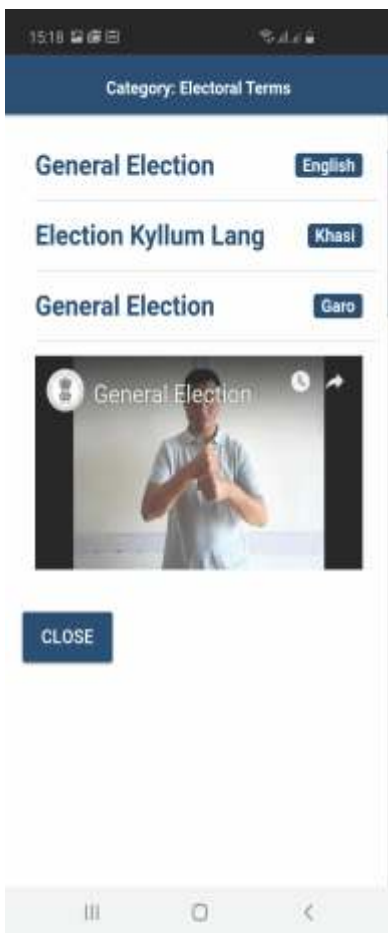 15:18
Category: Electoral Terms
General Election English
Election Kyllum Lang Khasi
General Election Garo
General Election
CLOSE